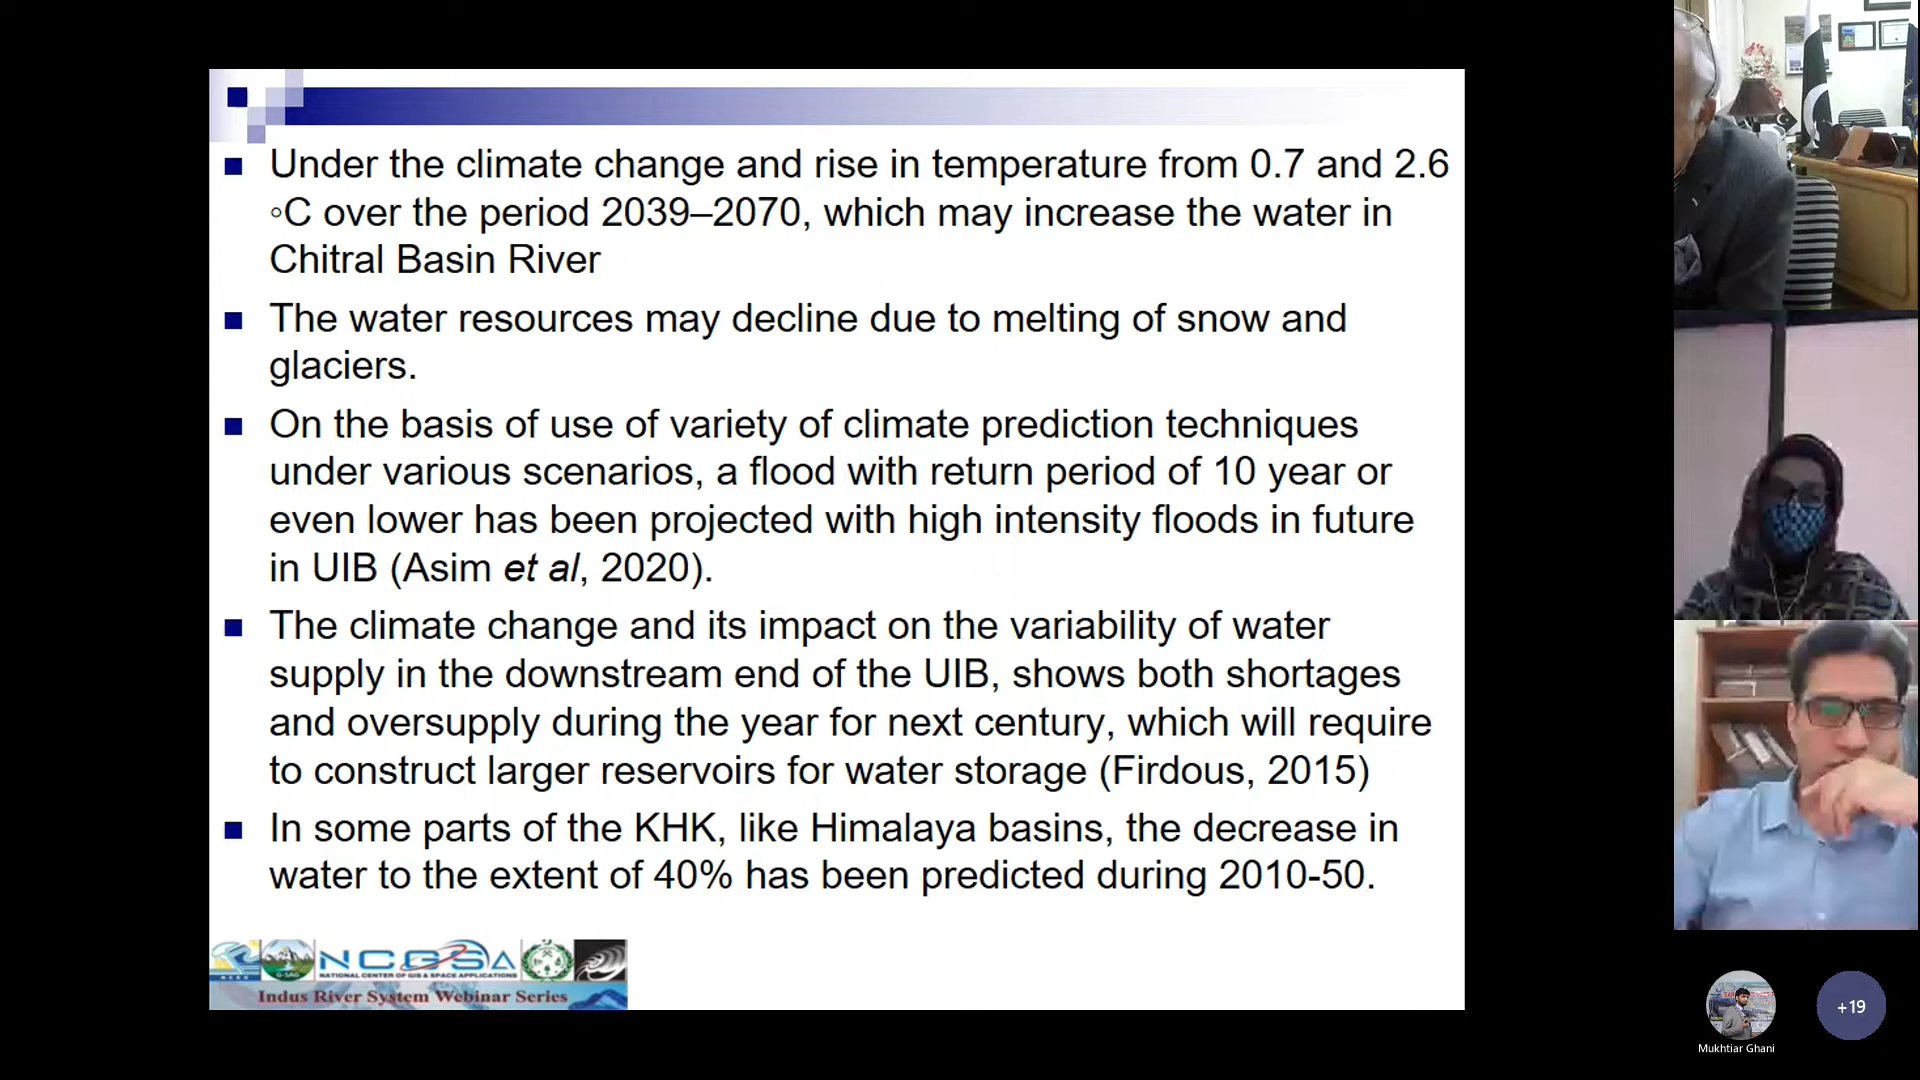 Under the climate change and rise in temperature from 0.7 and 2.6
◦C over the period 2039–2070, which may increase the water in
Chitral Basin River
The water resources may decline due to melting of snow and
glaciers.
On the basis of use of variety of climate prediction techniques
under various scenarios, a flood with return period of 10 year or
even lower has been projected with high intensity floods in future
in UIB (Asim et al, 2020).
The climate change and its impact on the variability of water
supply in the downstream end of the UIB, shows both shortages
and oversupply during the year for next century, which will require
to construct larger reservoirs for water storage (Firdous, 2015)
In some parts of the KHK, like Himalaya basins, the decrease in
water to the extent of 40% has been predicted during 2010-50.
G-SAG
NCGSA
NATIONAL CENTER OF GIS & SPACE APPLICATIONS
Indus River System Webinar Series
+19
Mukhtiar Ghani